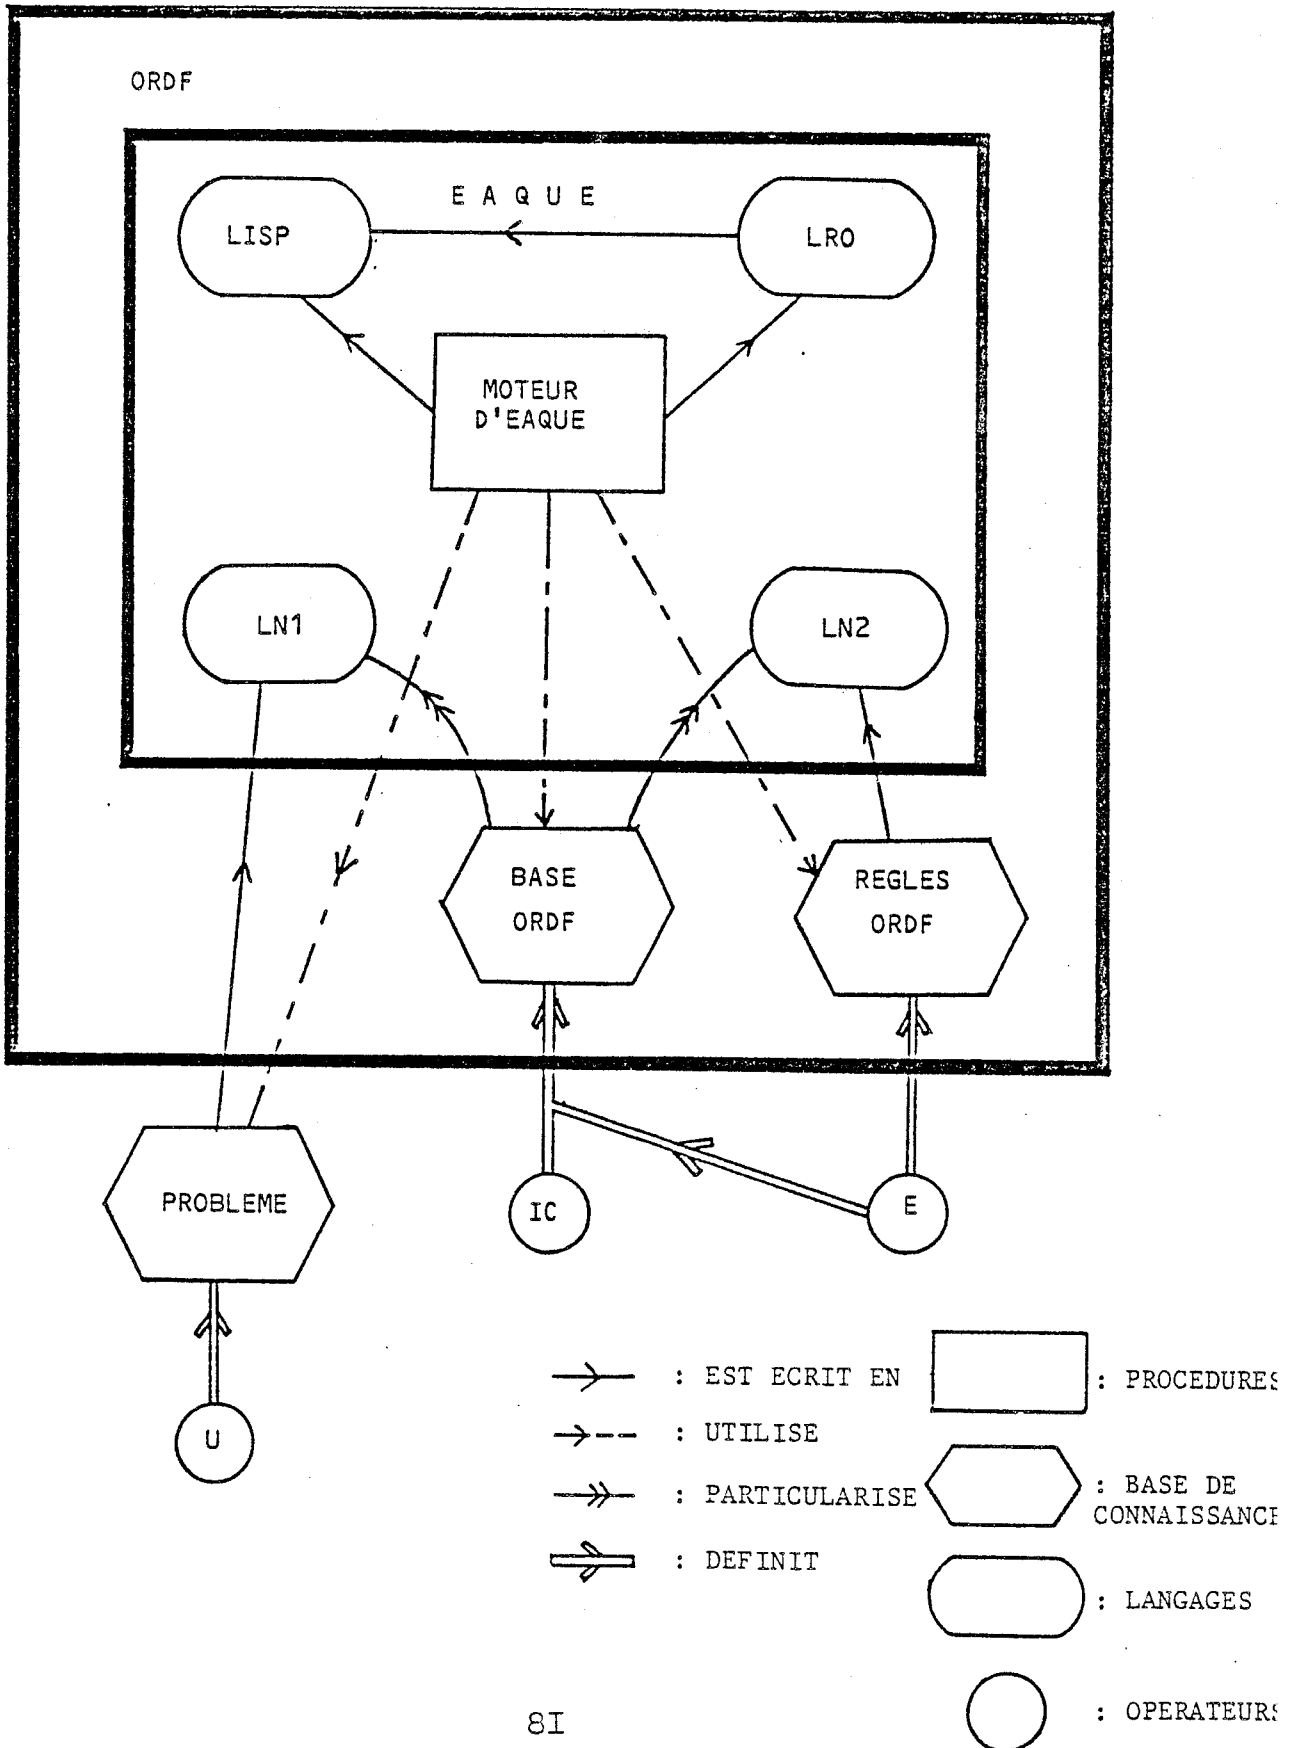 ORDF
E A Q U E
LISP
LRO
MOTEUR
D'EAQUE
LN1
LN2
BASE
ORDF
REGLES
ORDF
PROBLEME
IC
E
U
: EST ECRIT EN
: UTILISE
: PARTICULARISE
: DEFINIT
: PROCEDURES
: BASE DE
CONNAISSANCE
: LANGAGES
: OPERATEURS
8I